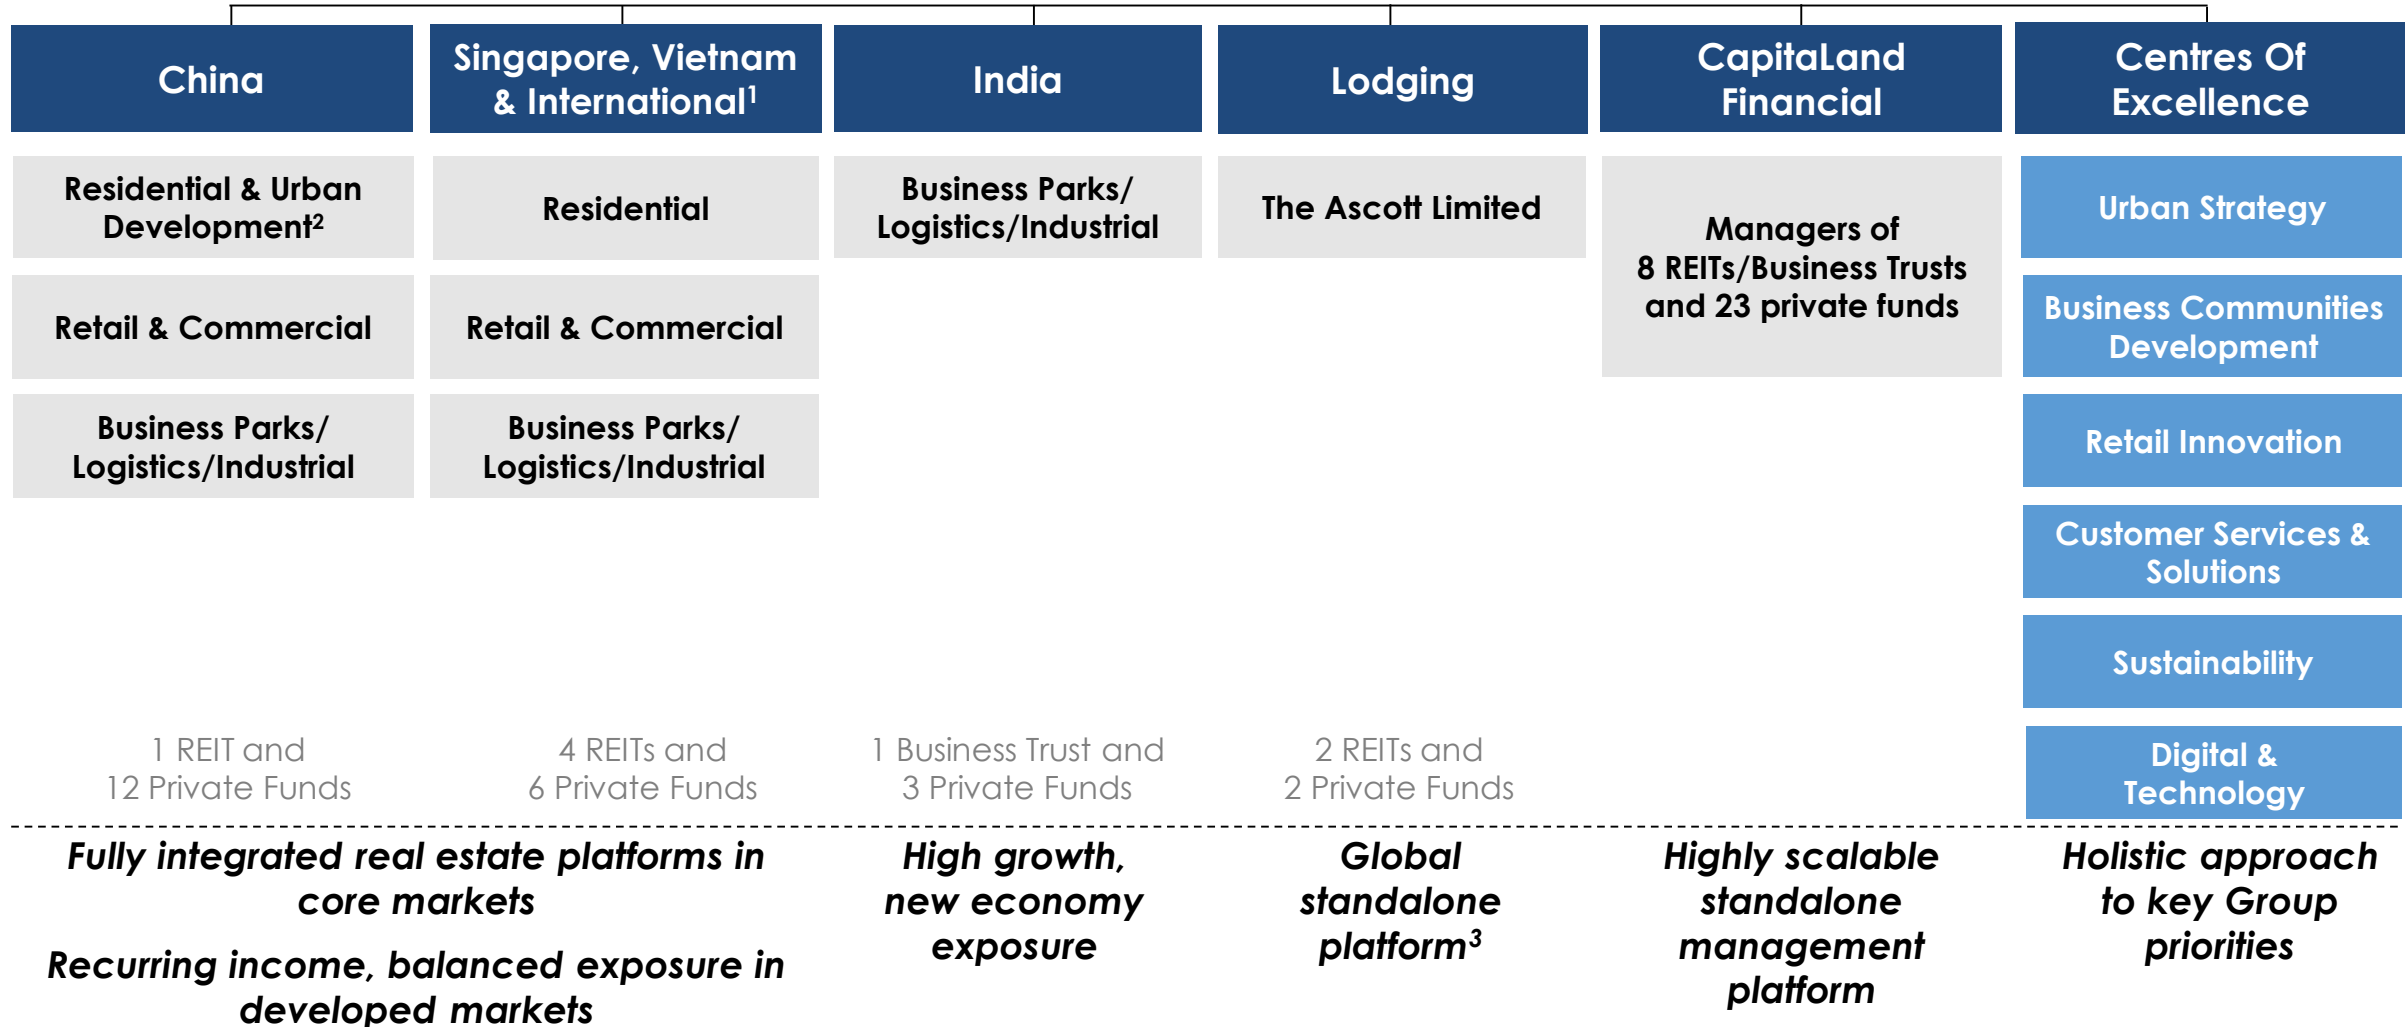 China
Singapore, Vietnam
& International1
India
Lodging
CapitaLand
Financial
Centres Of
Excellence
Residential & Urban
Development2
Retail & Commercial
Business Parks/
Logistics/Industrial
1 REIT and
12 Private Funds
Residential
Retail & Commercial
Business Parks/
Logistics/Industrial
4 REITs and
6 Private Funds
Business Parks/
Logistics/Industrial
1 Business Trust and
3 Private Funds
The Ascott Limited
2 REITs and
2 Private Funds
Managers of
8 REITs/Business Trusts
and 23 private funds
Urban Strategy
Business Communities
Development
Retail Innovation
Customer Services &
Solutions
Sustainability
Digital &
Technology
Fully integrated real estate platforms in
core markets
Recurring income, balanced exposure in
developed markets
High growth,
new economy
exposure
Global
standalone
platform3
Highly scalable
standalone
management
platform
Holistic approach
to key Group
priorities